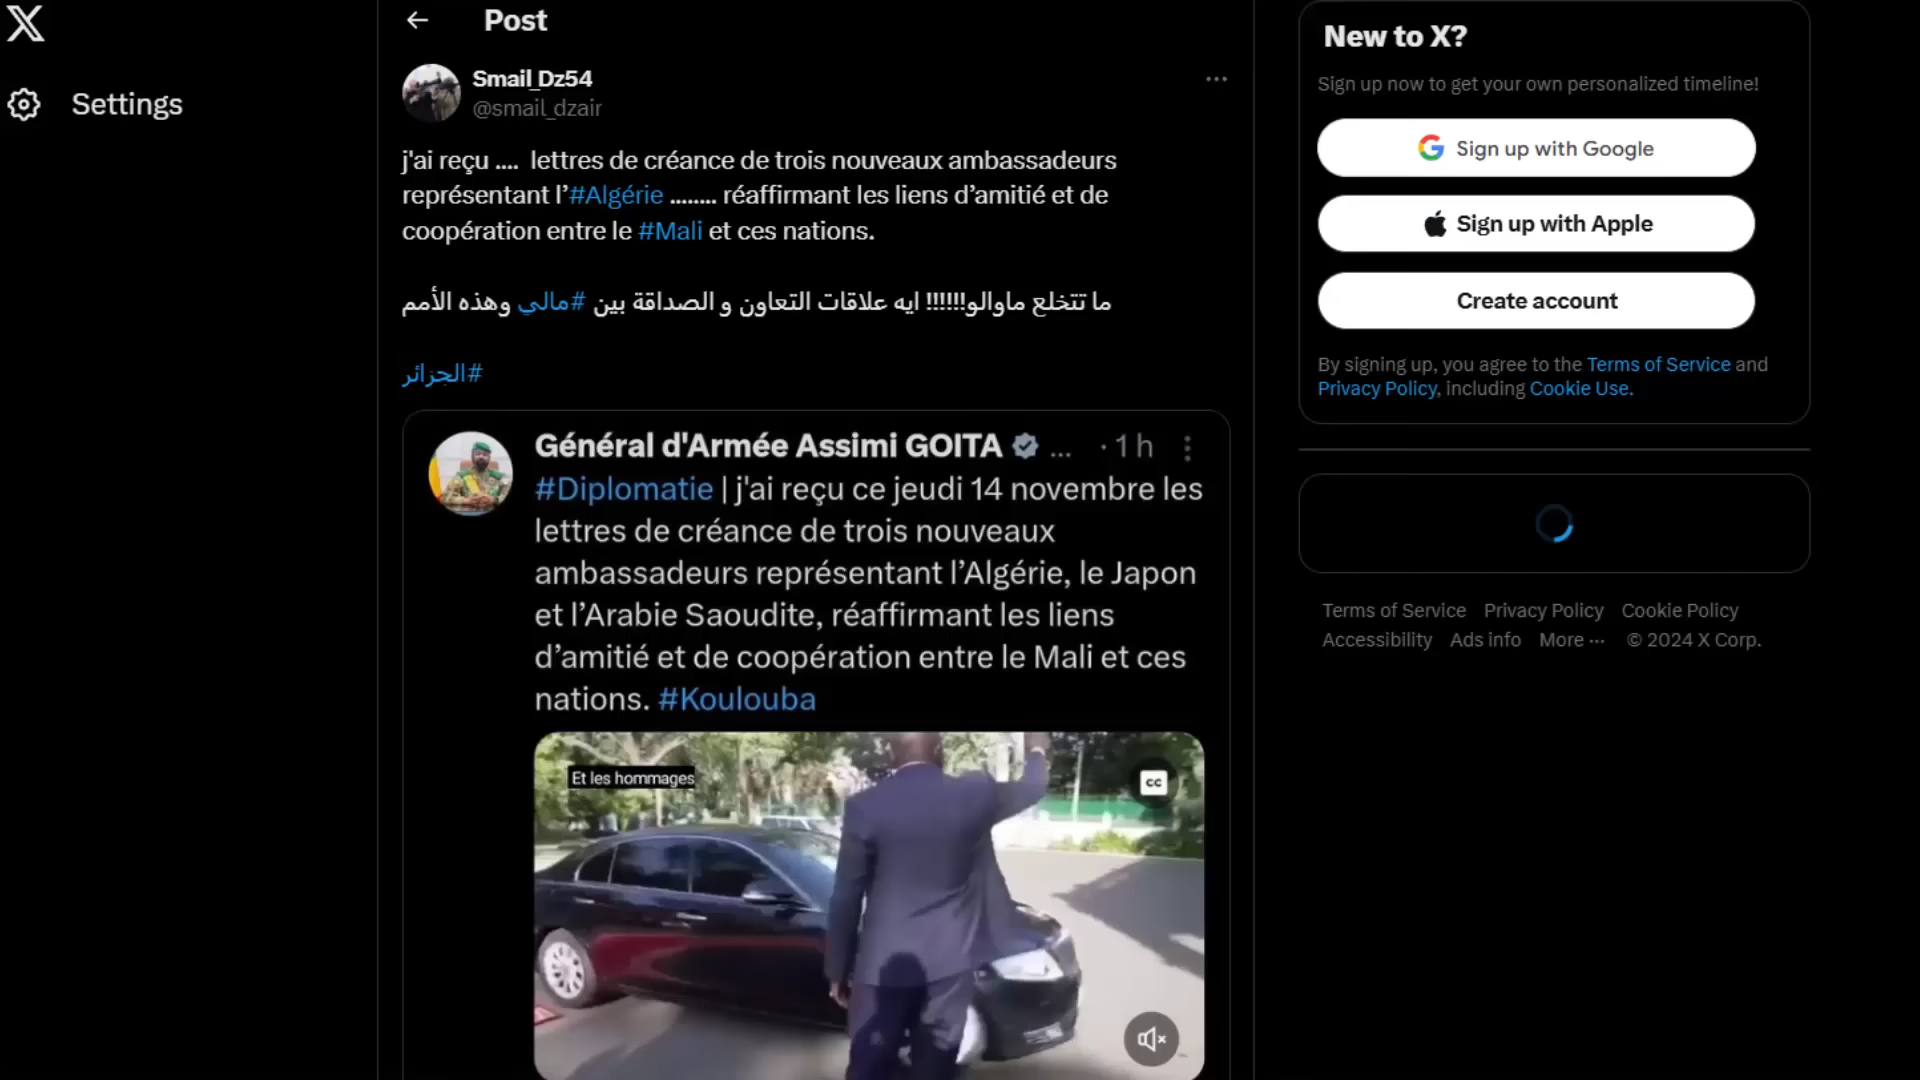 Settings
Post
Smail_Dz54
@smail_dzair
j'ai reçu .... lettres de créance de trois nouveaux ambassadeurs
représentant l’#Algérie ........ réaffirmant les liens d’amitié et de
coopération entre le #Mali et ces nations.
ما تتخلع ماوالو!!!!!! ايه علاقات التعاون و الصداقة بين #مالي وهذه الأمم
#الجزائر
Général d'Armée Assimi GOITA ... · 1 h
#Diplomatie | j'ai reçu ce jeudi 14 novembre les
lettres de créance de trois nouveaux
ambassadeurs représentant l’Algérie, le Japon
et l’Arabie Saoudite, réaffirmant les liens
d’amitié et de coopération entre le Mali et ces
nations. #Koulouba
Et les hommages
CC
New to X?
Sign up now to get your own personalized timeline!
Sign up with Google
Sign up with Apple
Create account
By signing up, you agree to the Terms of Service and
Privacy Policy, including Cookie Use.
Terms of Service Privacy Policy Cookie Policy
Accessibility Ads info More ··· © 2024 X Corp.